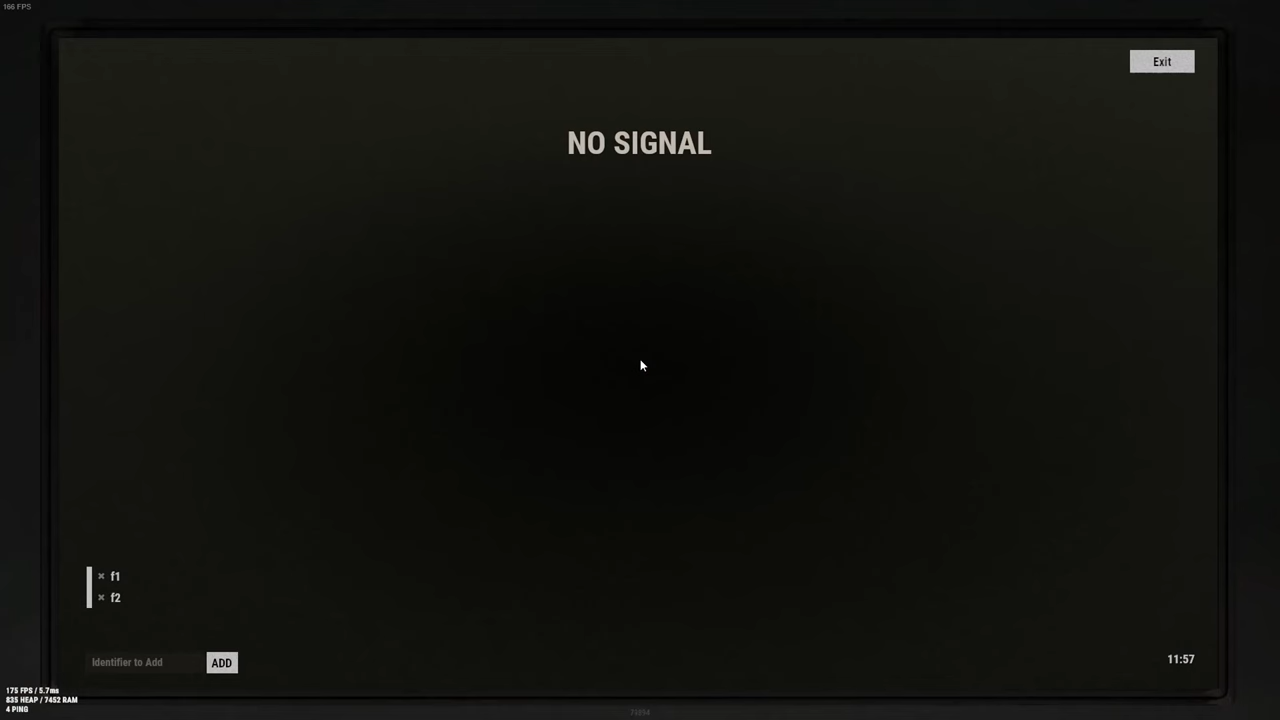 166 FPS
Exit
NO SIGNAL
× f1
× f2
Identifier to Add
ADD
11:57
175 FPS / 5.7ms
835 HEAP / 7452 RAM
4 PING